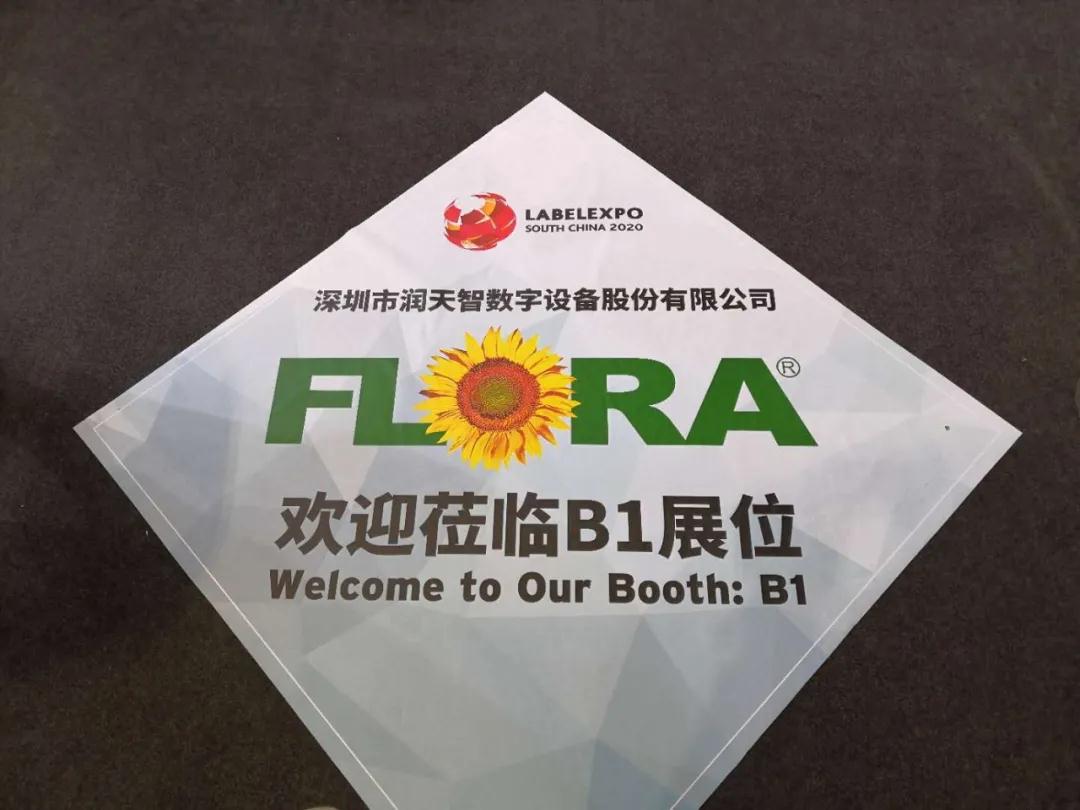 LABELEXPO
SOUTH CHINA 2020
深圳市润天智数字设备股份有限公司
FLORA®
欢迎莅临B1展位
Welcome to Our Booth: B1